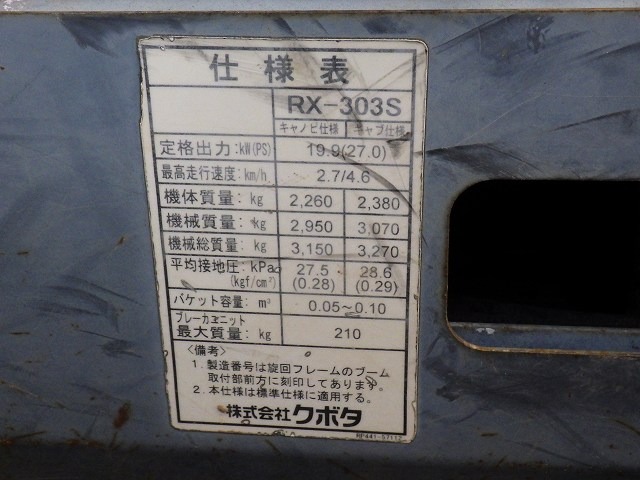 仕様表
RX-303S
キャノピ仕様 キャブ仕様
定格出力:kW(PS) 19.9(27.0)
最高走行速度:km/h 2.7/4.6
機体質量: kg 2,260 2,380
機械質量: kg 2,950 3,070
機械総質量: kg 3,150 3,270
平均接地圧:kPa 27.5 28.6
(kgf/cm²) (0.28) (0.29)
バケット容量: m³ 0.05~0.10
ブレーカユニット
最大質量: kg 210
<備考>
1.製造番号は旋回フレームのブーム
取付部前方に刻印してあります。
2.本仕様は標準仕様に適用する。
株式会社クボタ
RP441-57112